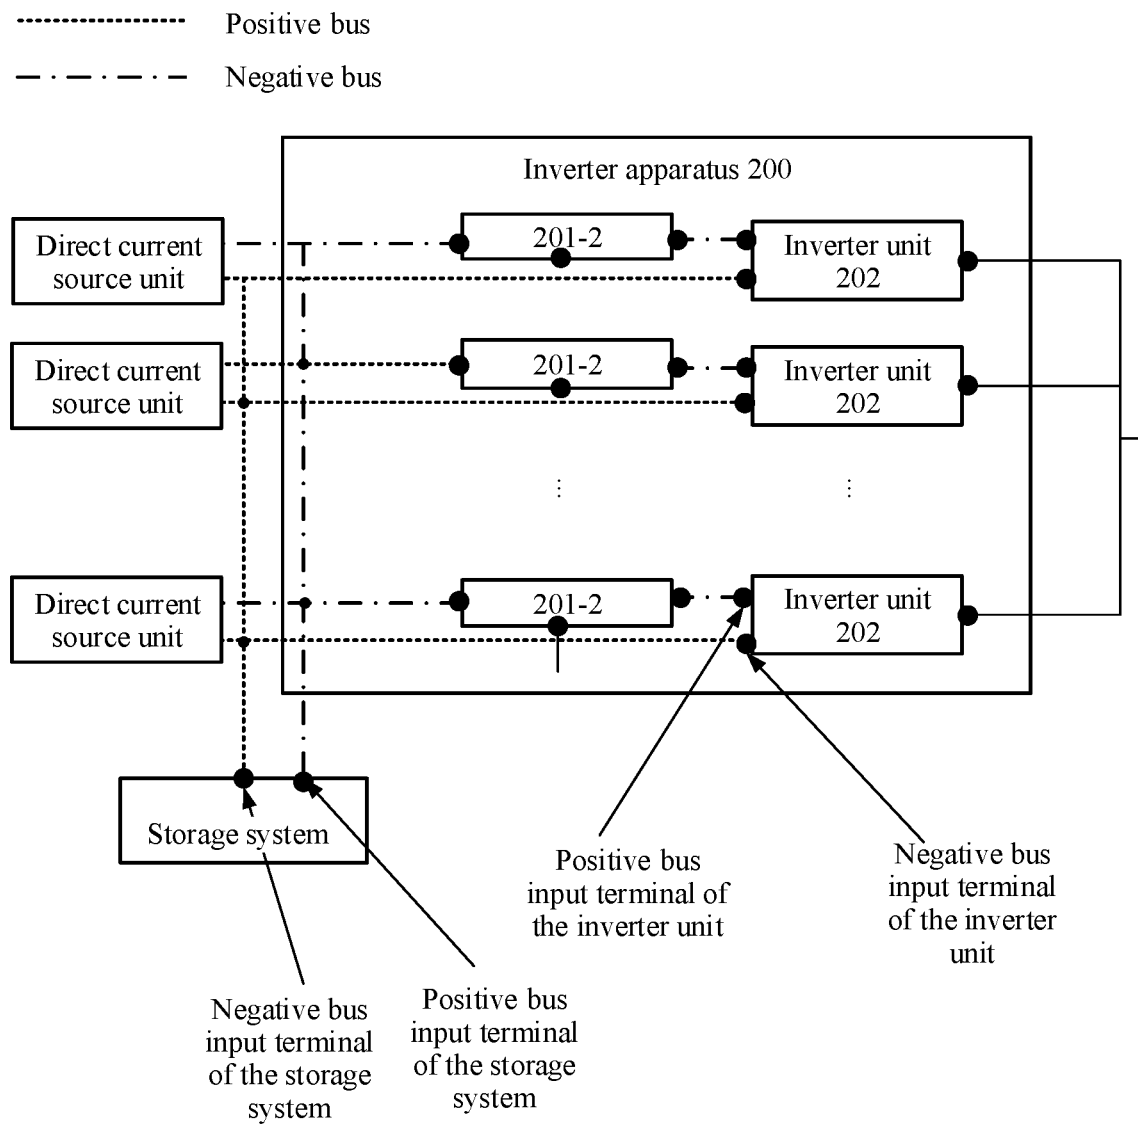 Positive bus
Negative bus
Inverter apparatus 200
Direct current
source unit
201-2
Inverter unit
202
Direct current
source unit
201-2
Inverter unit
202
...
...
Direct current
source unit
201-2
Inverter unit
202
Storage system
Positive bus
input terminal of
the inverter unit
Negative bus
input terminal
of the inverter
unit
Negative bus
input terminal
of the storage
system
Positive bus
input terminal
of the storage
system